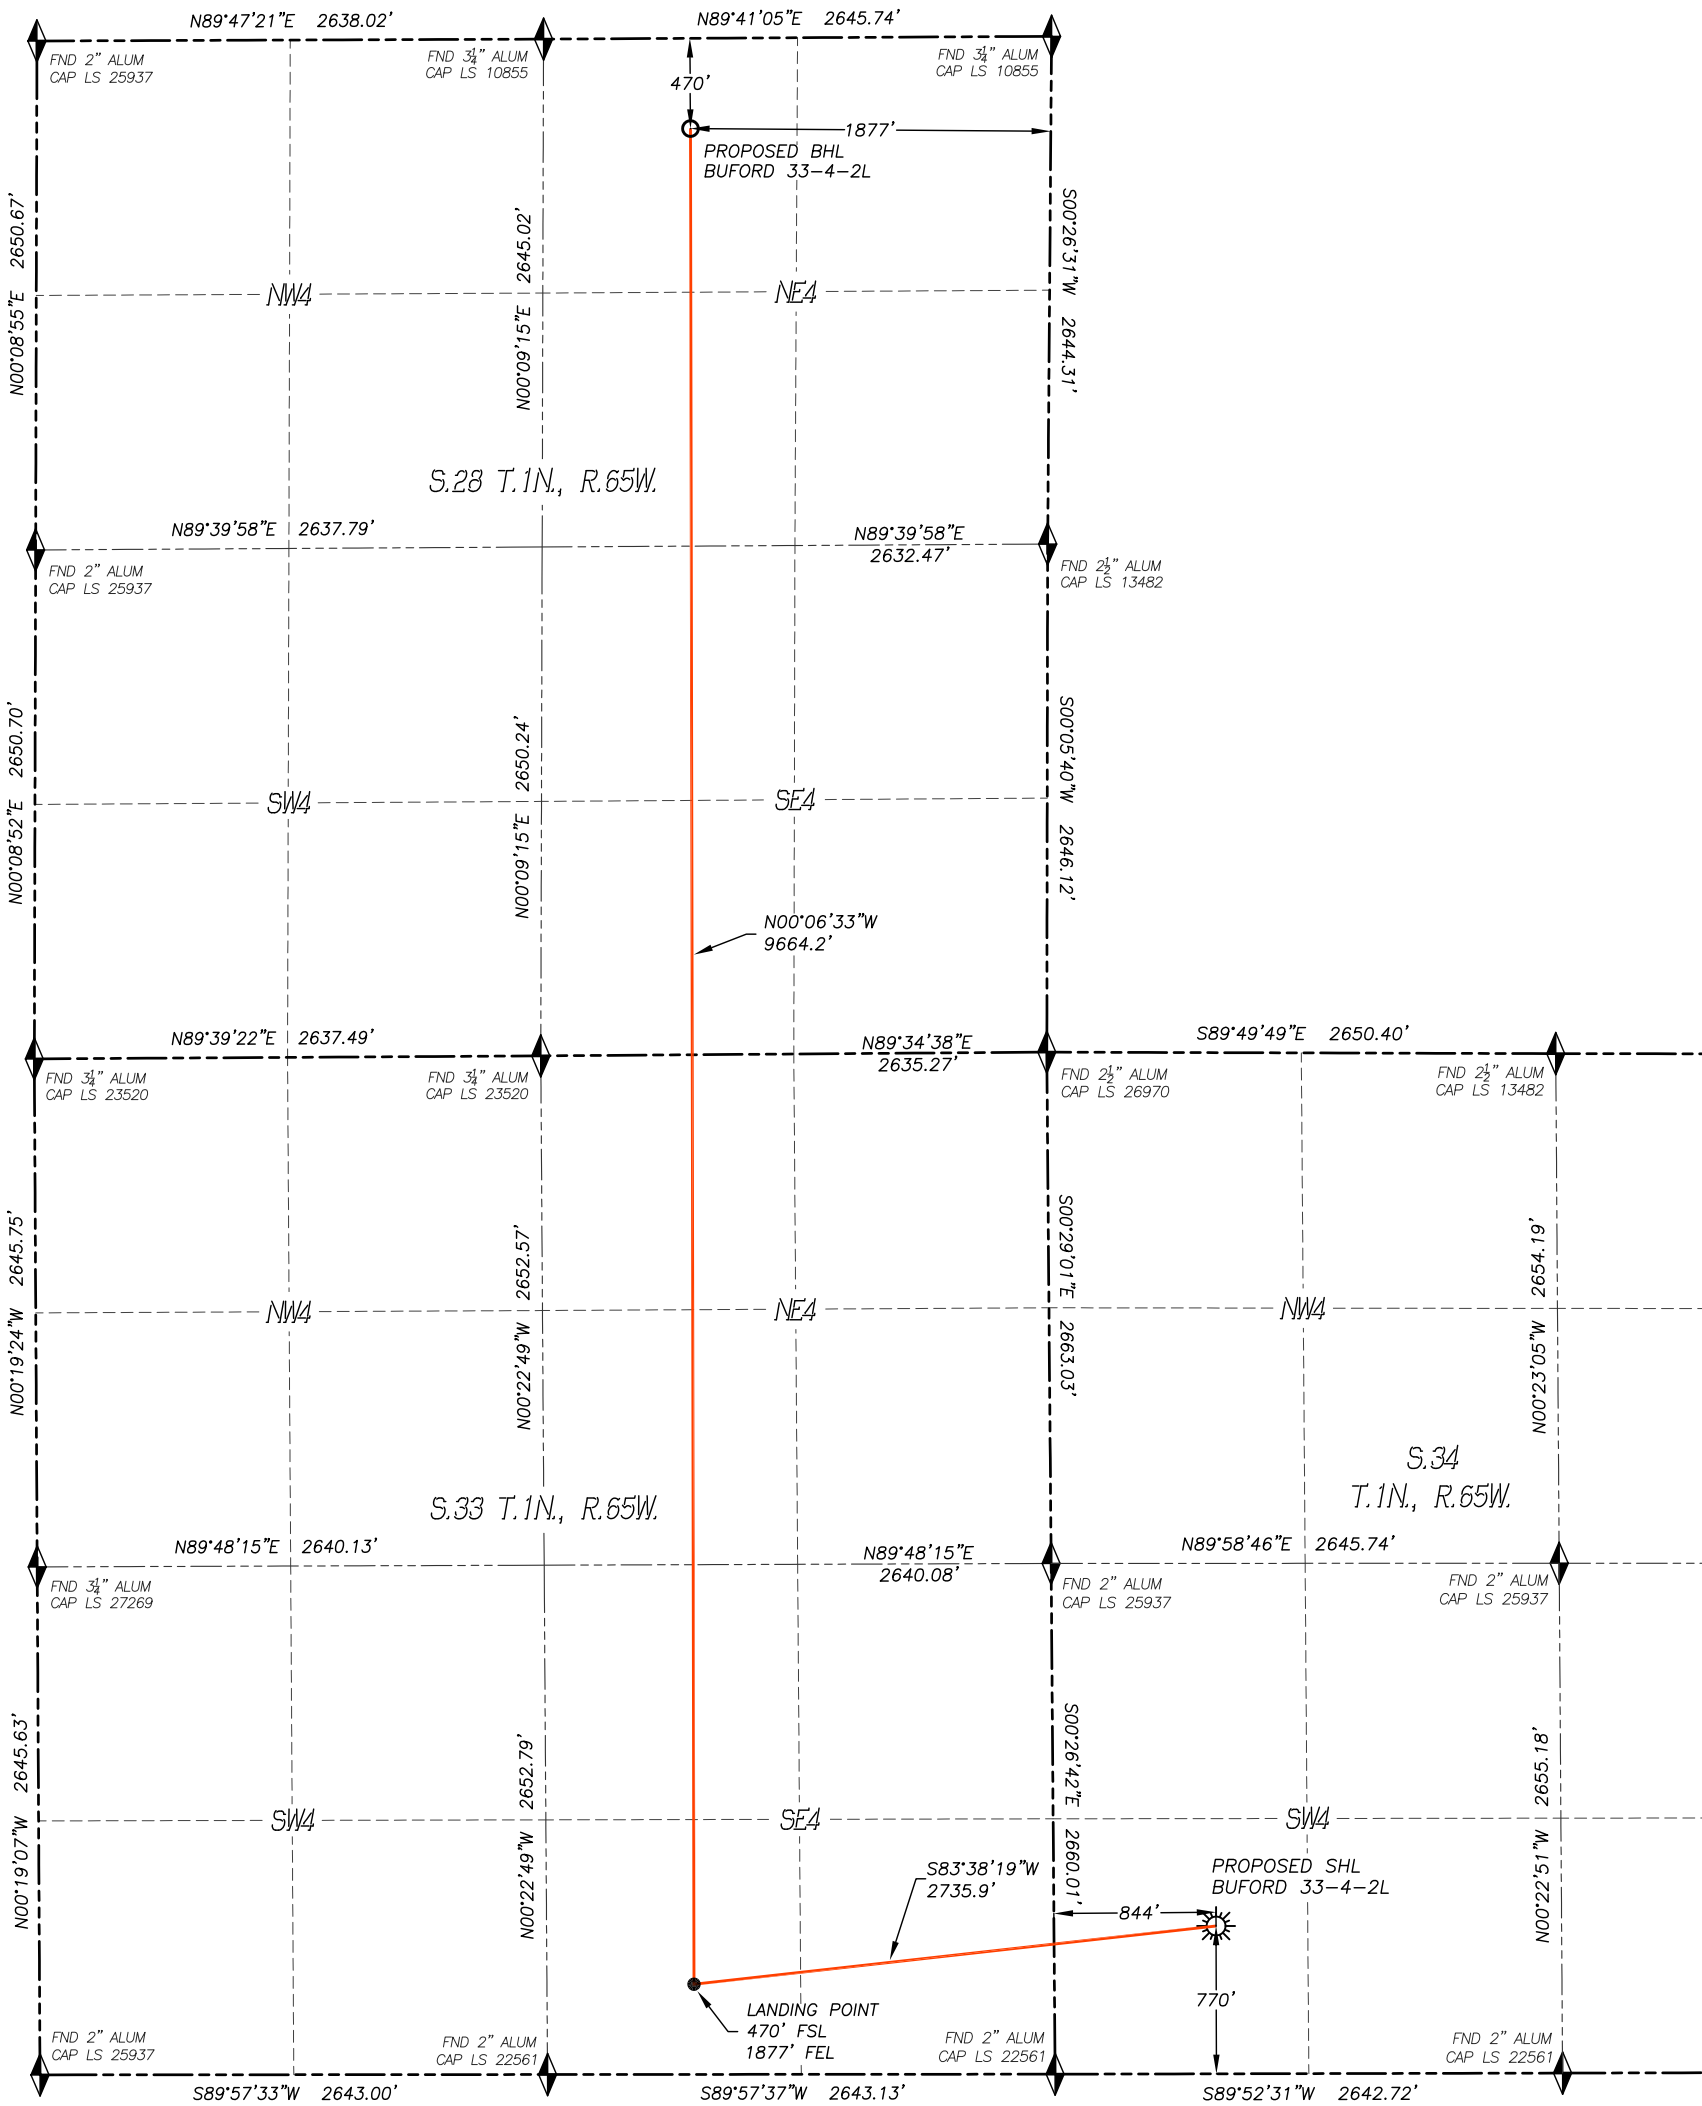 N89°47'21"E 2638.02'
N89°41'05"E 2645.74'
FND 2" ALUM
CAP LS 25937
FND 3¼" ALUM
CAP LS 10855
FND 3¼" ALUM
CAP LS 10855
470'
1877'
PROPOSED BHL
BUFORD 33-4-2L
N00°08'55"E 2650.67'
N00°09'15"E 2645.02'
S00°26'31"W 2644.31'
NW4
NE4
S.28 T.1N., R.65W.
N89°39'58"E 2637.79'
N89°39'58"E
2632.47'
FND 2" ALUM
CAP LS 25937
FND 2½" ALUM
CAP LS 13482
N00°08'52"E 2650.70'
N00°09'15"E 2650.24'
S00°05'40"W 2646.12'
SW4
SE4
N00°06'33"W
9664.2'
N89°39'22"E 2637.49'
N89°34'38"E
2635.27'
S89°49'49"E 2650.40'
FND 3¼" ALUM
CAP LS 23520
FND 3¼" ALUM
CAP LS 23520
FND 2½" ALUM
CAP LS 26970
FND 2½" ALUM
CAP LS 13482
N00°19'24"W 2645.75'
N00°22'49"W 2652.57'
S00°29'01"E 2663.03'
N00°23'05"W 2654.19'
NW4
NE4
NW4
S.34
T.1N., R.65W.
S.33 T.1N., R.65W.
N89°48'15"E 2640.13'
N89°48'15"E
2640.08'
N89°58'46"E 2645.74'
FND 3¼" ALUM
CAP LS 27269
FND 2" ALUM
CAP LS 25937
FND 2" ALUM
CAP LS 25937
N00°19'07"W 2645.63'
N00°22'49"W 2652.79'
S00°26'42"E 2660.01'
N00°22'51"W 2655.18'
SW4
SE4
SW4
S83°38'19"W
2735.9'
PROPOSED SHL
BUFORD 33-4-2L
844'
770'
LANDING POINT
470' FSL
1877' FEL
FND 2" ALUM
CAP LS 25937
FND 2" ALUM
CAP LS 22561
FND 2" ALUM
CAP LS 22561
FND 2" ALUM
CAP LS 22561
S89°57'33"W 2643.00'
S89°57'37"W 2643.13'
S89°52'31"W 2642.72'